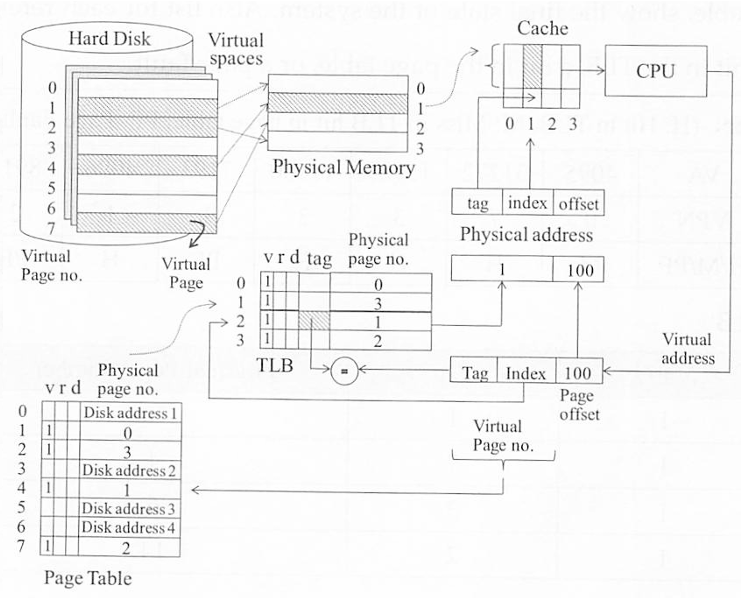 Hard Disk
Virtual
spaces
Cache
CPU
0
1
2
3
4
5
6
7
0
1
2
3
Physical Memory
0 1 2 3
tag index offset
Physical address
1 100
Virtual
Page no.
Virtual
Page
v r d tag
Physical
page no.
0 1 0
1 1 3
2 1 1
3 1 2
TLB
=
Tag Index 100
Page
offset
Virtual
address
Virtual
Page no.
v r d
Physical
page no.
0 Disk address 1
1 1 0
2 1 3
3 Disk address 2
4 1 1
5 Disk address 3
6 Disk address 4
7 1 2
Page Table